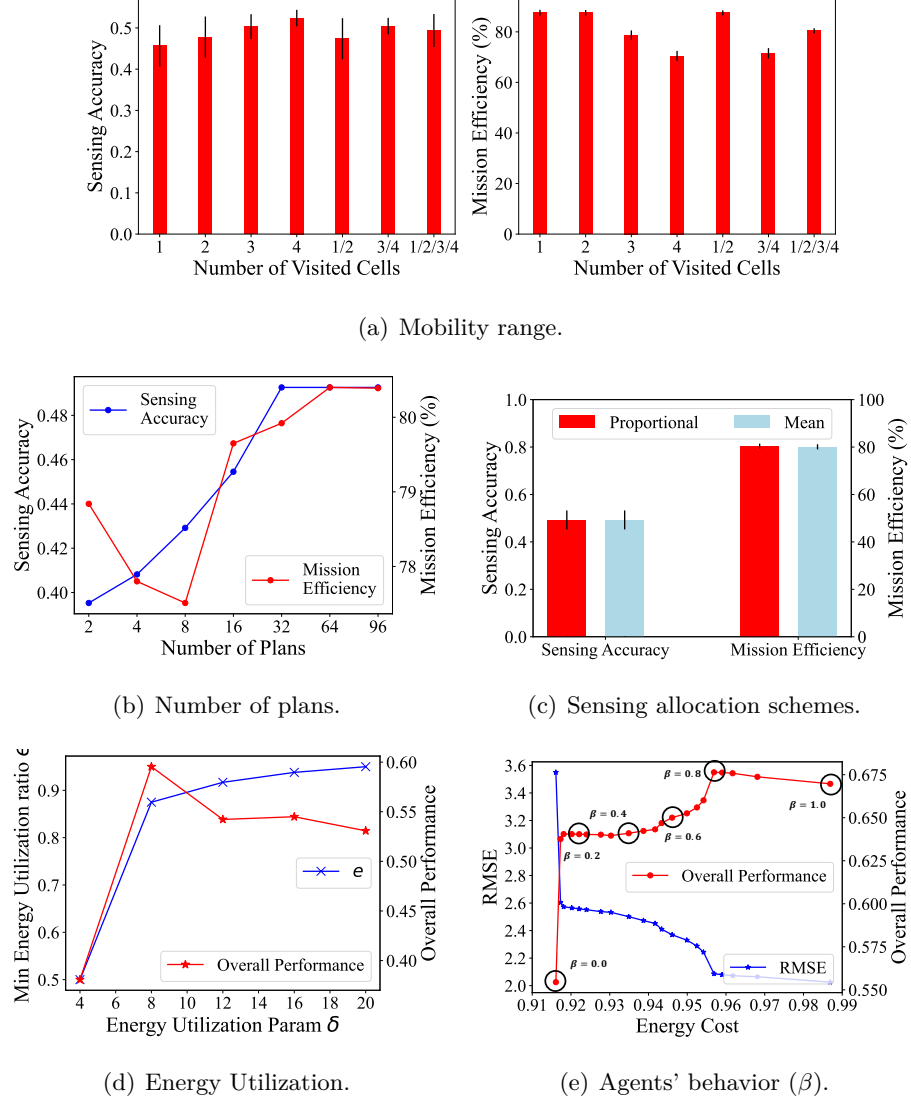 0.5
0.4
0.3
0.2
0.1
0.0
Sensing Accuracy
1 2 3 4 1/2 3/4 1/2/3/4
Number of Visited Cells
80
60
40
20
0
Mission Efficiency (%)
1 2 3 4 1/2 3/4 1/2/3/4
Number of Visited Cells
(a) Mobility range.
Sensing Accuracy
0.48
0.46
0.44
0.42
0.40
Sensing
Accuracy
Mission
Efficiency
80
79
78
Mission Efficiency (%)
2 4 8 16 32 64 96
Number of Plans
(b) Number of plans.
Sensing Accuracy
1.0
0.8
0.6
0.4
0.2
0.0
Proportional Mean
100
80
60
40
20
0
Mission Efficiency (%)
Sensing Accuracy Mission Efficiency
(c) Sensing allocation schemes.
Min Energy Utilization ratio e
0.9
0.8
0.7
0.6
0.5
e
Overall Performance
0.60
0.55
0.50
0.45
0.40
Overall Performance
4 6 8 10 12 14 16 18 20
Energy Utilization Param δ
(d) Energy Utilization.
RMSE
3.6
3.4
3.2
3.0
2.8
2.6
2.4
2.2
2.0
β = 0.0
β = 0.2
β = 0.4
β = 0.6
β = 0.8
β = 1.0
Overall Performance
RMSE
0.675
0.650
0.625
0.600
0.575
0.550
Overall Performance
0.91 0.92 0.93 0.94 0.95 0.96 0.97 0.98 0.99
Energy Cost
(e) Agents' behavior (β).